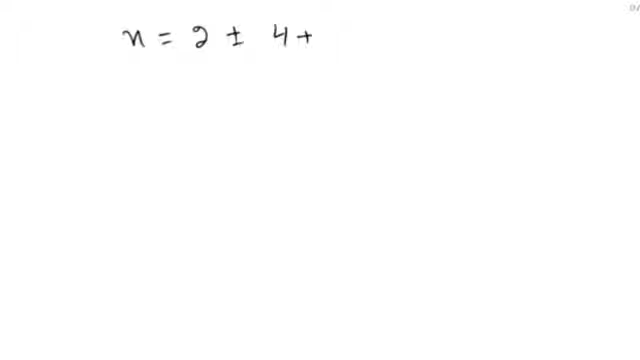 x = 2 ± 4+